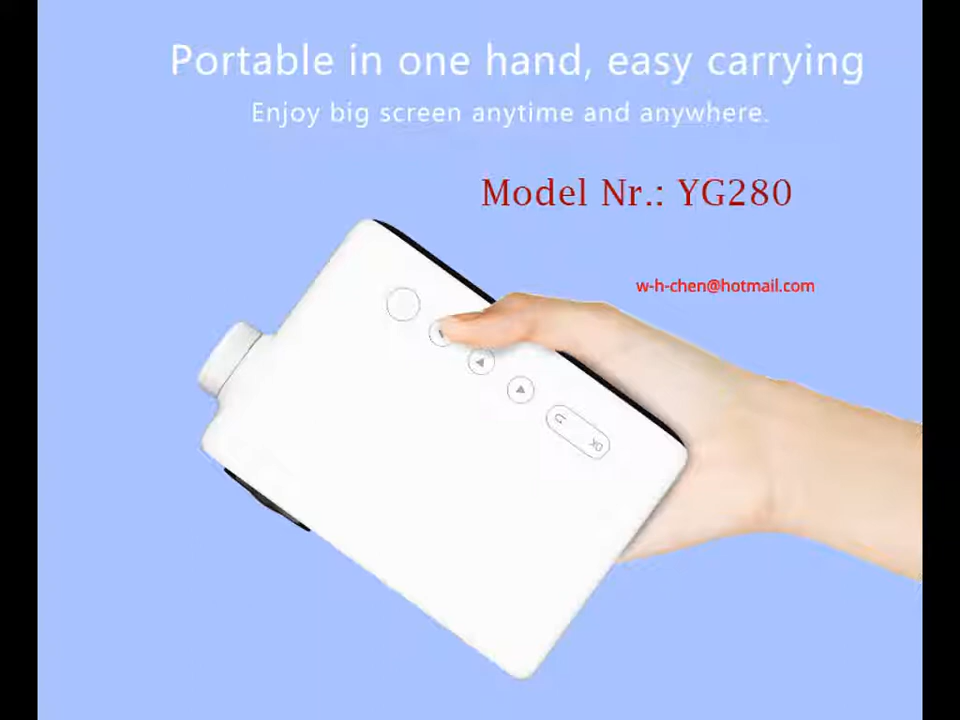 Portable in one hand, easy carrying
Enjoy big screen anytime and anywhere.
Model Nr.: YG280
w-h-chen@hotmail.com
OK